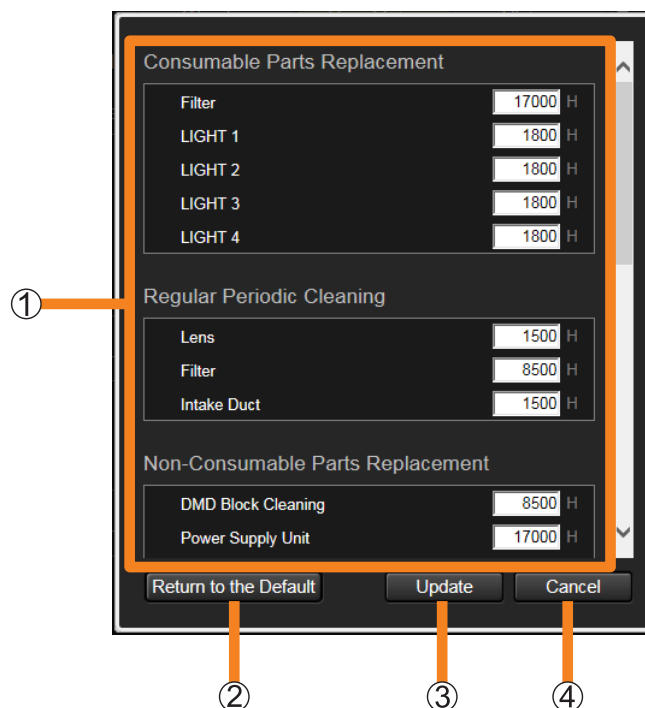 Consumable Parts Replacement
Filter 17000 H
LIGHT 1 1800 H
LIGHT 2 1800 H
LIGHT 3 1800 H
LIGHT 4 1800 H
① Regular Periodic Cleaning
Lens 1500 H
Filter 8500 H
Intake Duct 1500 H
Non-Consumable Parts Replacement
DMD Block Cleaning 8500 H
Power Supply Unit 17000 H
Return to the Default Update Cancel
② ③ ④